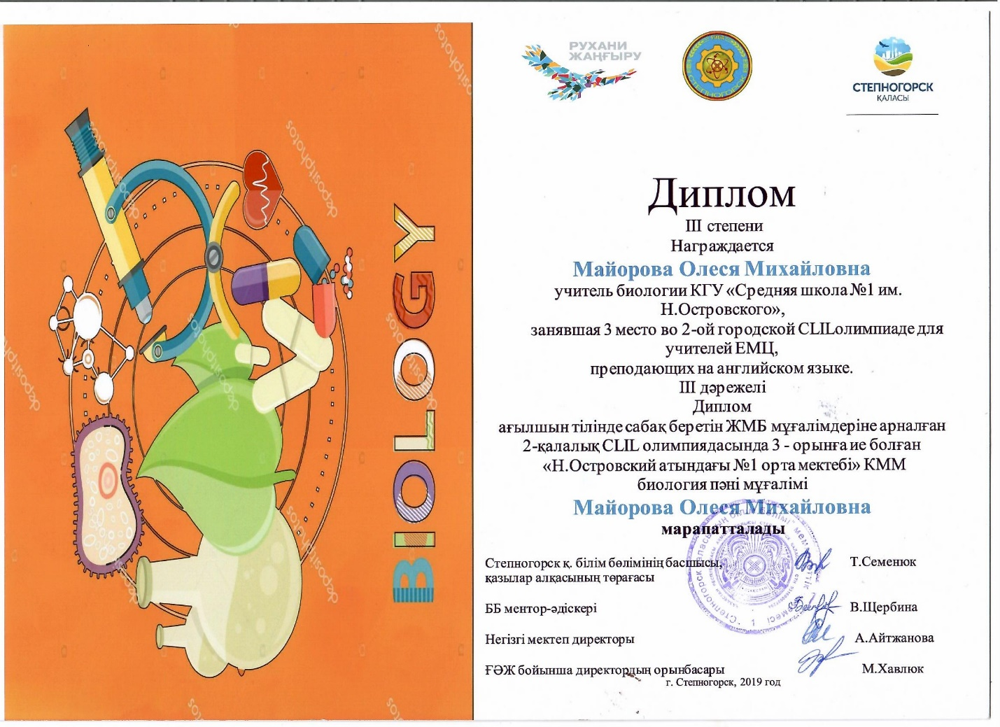 BIOLOGY
depositphotos
РУХАНИ
ЖАҢҒЫРУ
1964
СТЕПНОГОРСК
СТЕПНОГОРСК
ҚАЛАСЫ
Диплом
III степени
Награждается
Майорова Олеся Михайловна
учитель биологии КГУ «Средняя школа №1 им.
Н.Островского»,
занявшая 3 место во 2-ой городской CLILолимпиаде для
учителей ЕМЦ,
преподающих на английском языке.
III дәрежелі
Диплом
ағылшын тілінде сабақ беретін ЖМБ мұғалімдеріне арналған
2-қалалық CLIL олимпиядасында 3 - орынға ие болған
«Н.Островский атындағы №1 орта мектебі» КММ
биология пәні мұғалімі
Майорова Олеся Михайловна
марапатталады
Степногорск қ. білім бөлімінің басшысы, Т.Семенюк
қазылар алқасының төрағасы
ББ ментор-әдіскері В.Щербина
Негізгі мектеп директоры А.Айтжанова
ҒӘЖ бойынша директордың орынбасары М.Хавлюк
г. Степногорск, 2019 год